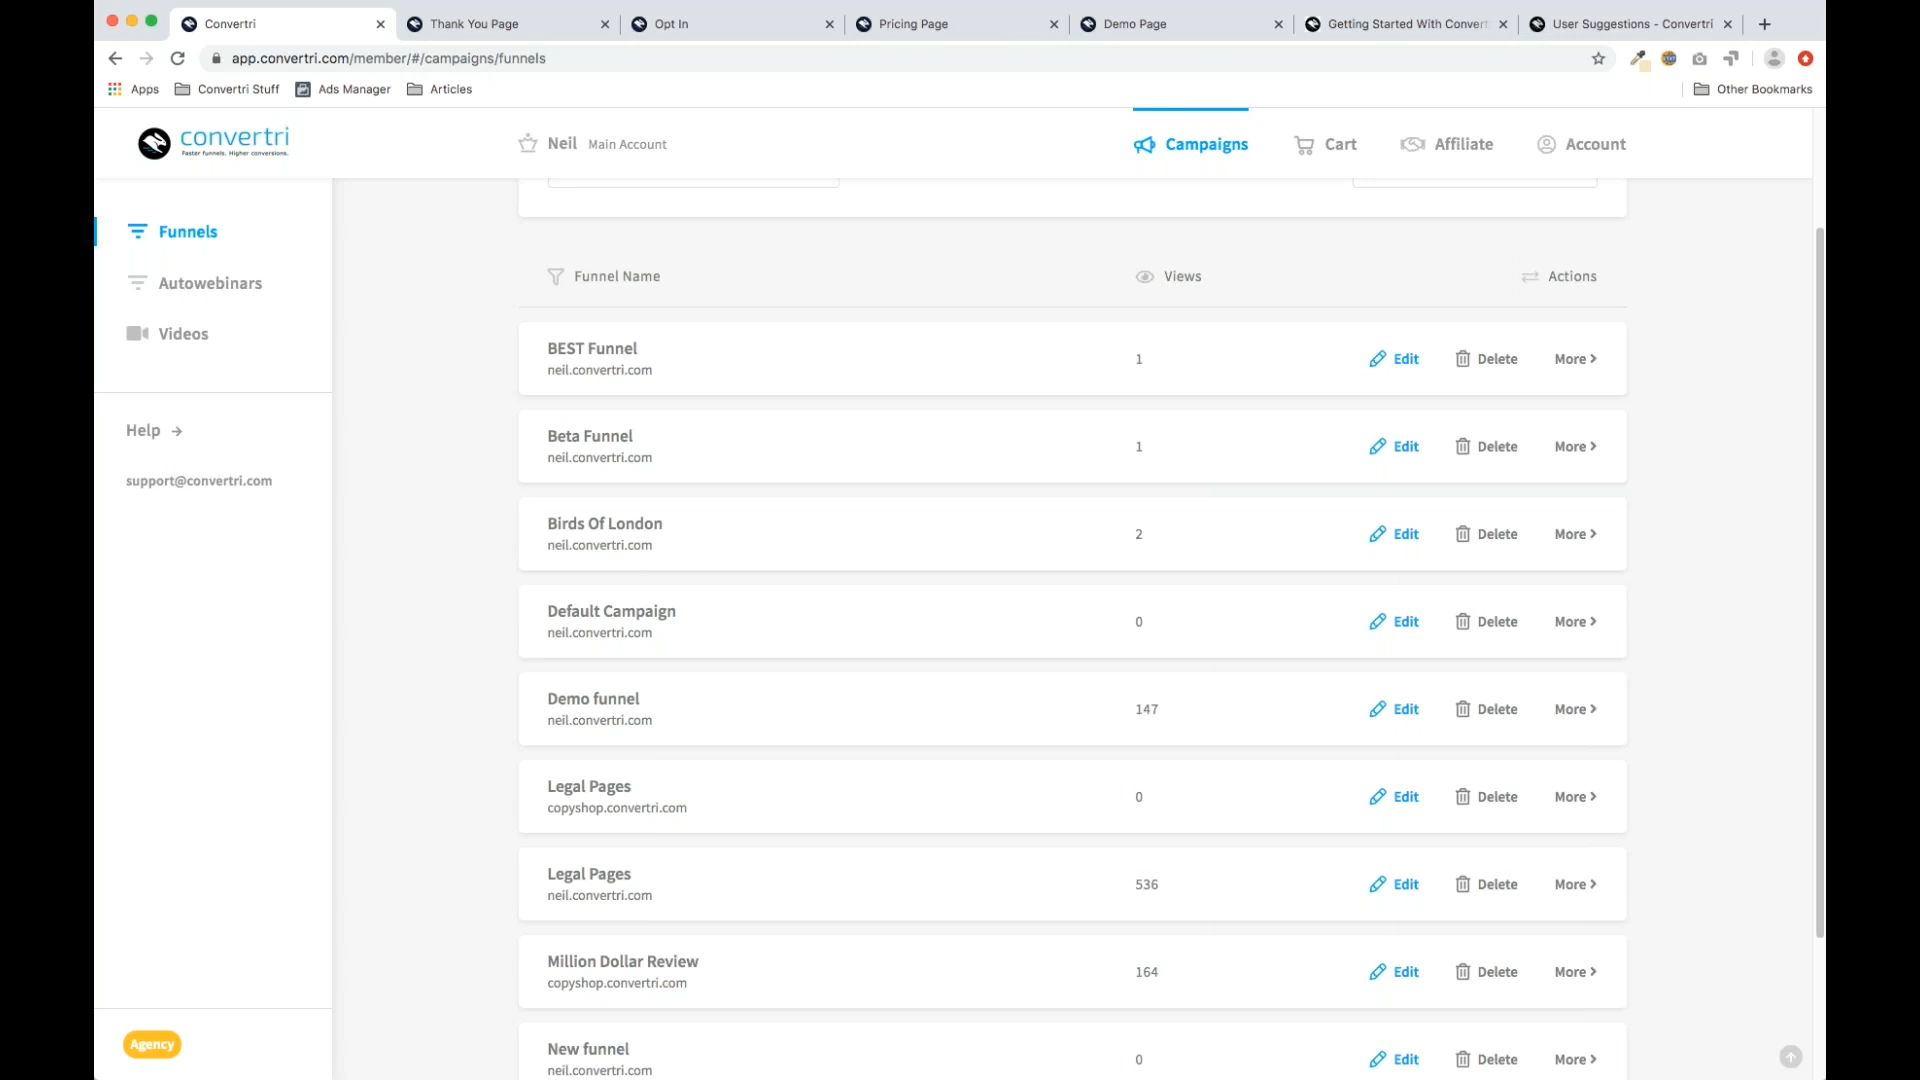 Convertri
Thank You Page
Opt In
Pricing Page
Demo Page
Getting Started With Convert
User Suggestions - Convertri
app.convertri.com/member/#/campaigns/funnels
Apps
Convertri Stuff
Ads Manager
Articles
Other Bookmarks
convertri
Faster funnels. Higher conversions.
Neil Main Account
Campaigns
Cart
Affiliate
Account
Funnels
Autowebinars
Videos
Help
support@convertri.com
Agency
Funnel Name
Views
Actions
BEST Funnel
neil.convertri.com
1
Edit
Delete
More
Beta Funnel
neil.convertri.com
1
Edit
Delete
More
Birds Of London
neil.convertri.com
2
Edit
Delete
More
Default Campaign
neil.convertri.com
0
Edit
Delete
More
Demo funnel
neil.convertri.com
147
Edit
Delete
More
Legal Pages
copyshop.convertri.com
0
Edit
Delete
More
Legal Pages
neil.convertri.com
536
Edit
Delete
More
Million Dollar Review
copyshop.convertri.com
164
Edit
Delete
More
New funnel
neil.convertri.com
0
Edit
Delete
More